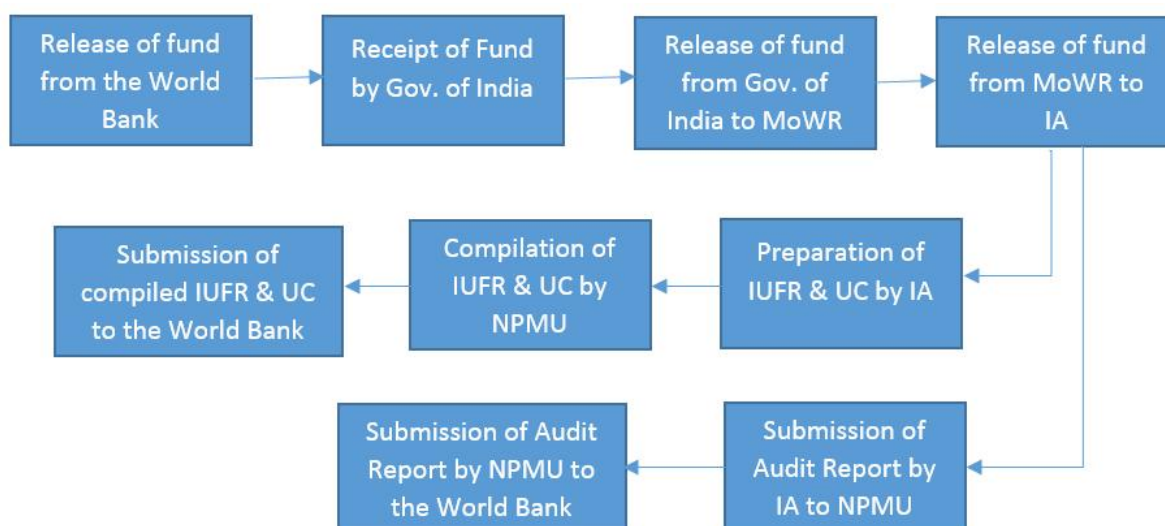 Release of fund
from the World
Bank
Receipt of Fund
by Gov. of India
Release of fund
from Gov. of
India to MoWR
Release of fund
from MoWR to
IA
Preparation of
IUFR & UC by IA
Compilation of
IUFR & UC by
NPMU
Submission of
compiled IUFR & UC
to the World Bank
Submission of
Audit Report by
IA to NPMU
Submission of Audit
Report by NPMU to
the World Bank